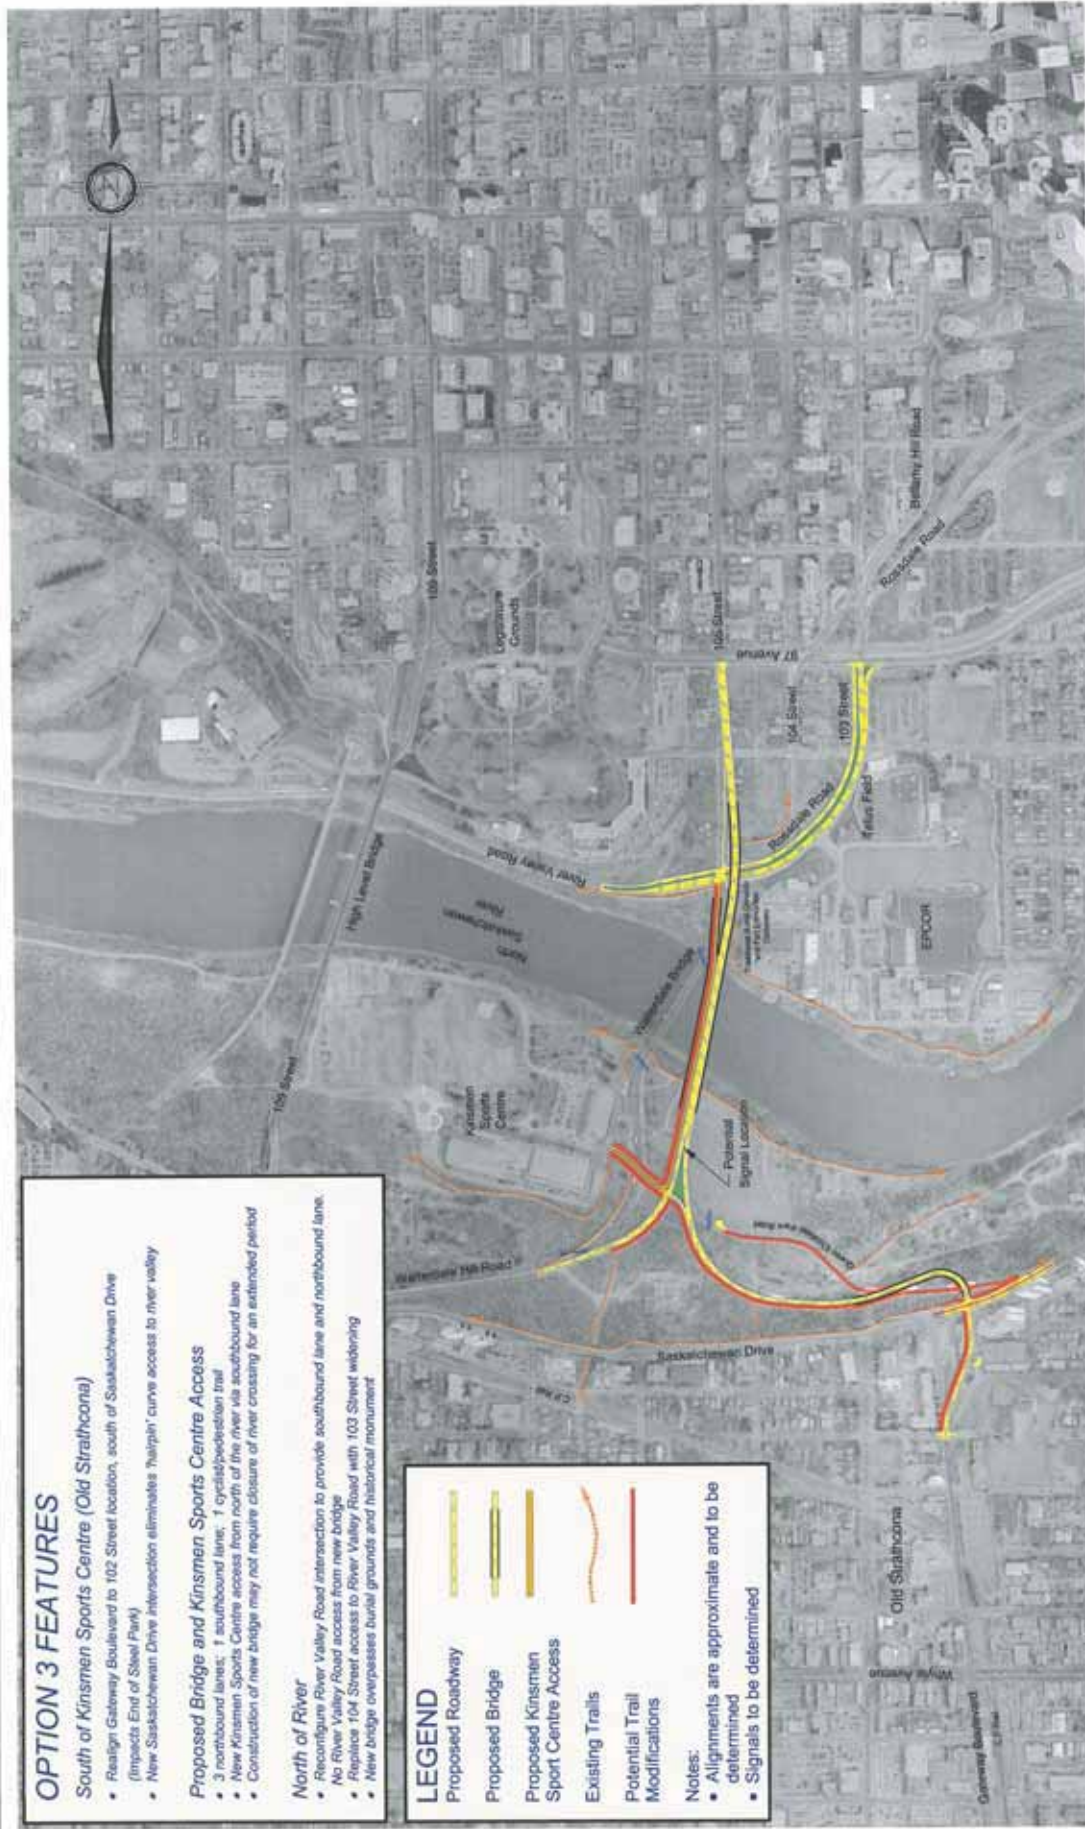 OPTION 3 FEATURES
South of Kinsmen Sports Centre (Old Strathcona)
• Realign Gateway Boulevard to 102 Street location, south of Saskatchewan Drive
(Impacts End of Steel Park)
• New Saskatchewan Drive intersection eliminates 'hairpin' curve access to river valley
Proposed Bridge and Kinsmen Sports Centre Access
• 3 northbound lanes; 1 southbound lane; 1 cyclist/pedestrian trail
• New Kinsmen Sports Centre access from north of the river via southbound lane
• Construction of new bridge may not require closure of river crossing for an extended period
North of River
• Reconfigure River Valley Road intersection to provide southbound lane and northbound lane.
No River Valley Road access from new bridge
• Replace 104 Street access to River Valley Road with 103 Street widening
• New bridge overpasses burial grounds and historical monument
LEGEND
Proposed Roadway
Proposed Bridge
Proposed Kinsmen
Sport Centre Access
Existing Trails
Potential Trail
Modifications
Notes:
• Alignments are approximate and to be
determined
• Signals to be determined
109 Street
High Level Bridge
109 Street
Legislature
Grounds
North
Saskatchewan
River
River Valley Road
105 Street
97 Avenue
104 Street
103 Street
Bellamy Hill Road
Rossdale Road
Rossdale Road
Telus Field
EPCOR
Walterdale Bridge
Kinsmen
Sports
Centre
Potential
Signal Location
Walterdale Hill Road
Queen Elizabeth Park Road
Saskatchewan Drive
Old Strathcona
Whyte Avenue
Gateway Boulevard